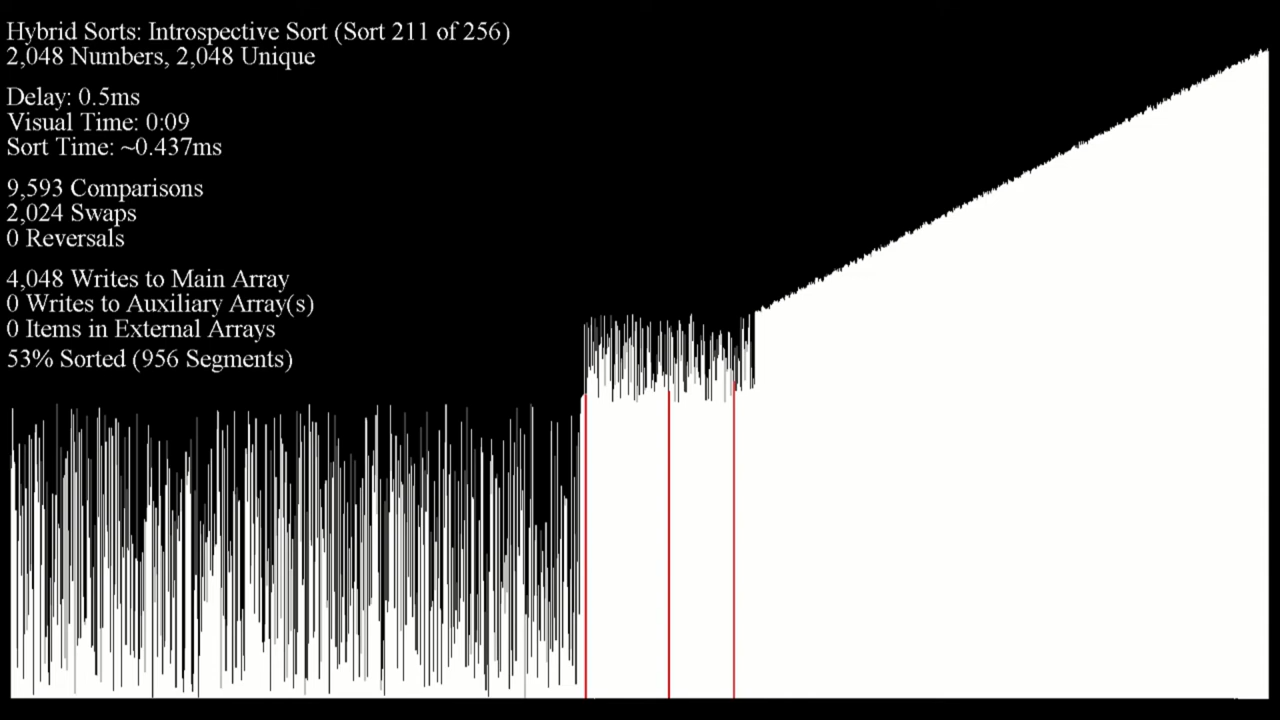 Hybrid Sorts: Introspective Sort (Sort 211 of 256)
2,048 Numbers, 2,048 Unique
Delay: 0.5ms
Visual Time: 0:09
Sort Time: ~0.437ms
9,593 Comparisons
2,024 Swaps
0 Reversals
4,048 Writes to Main Array
0 Writes to Auxiliary Array(s)
0 Items in External Arrays
53% Sorted (956 Segments)